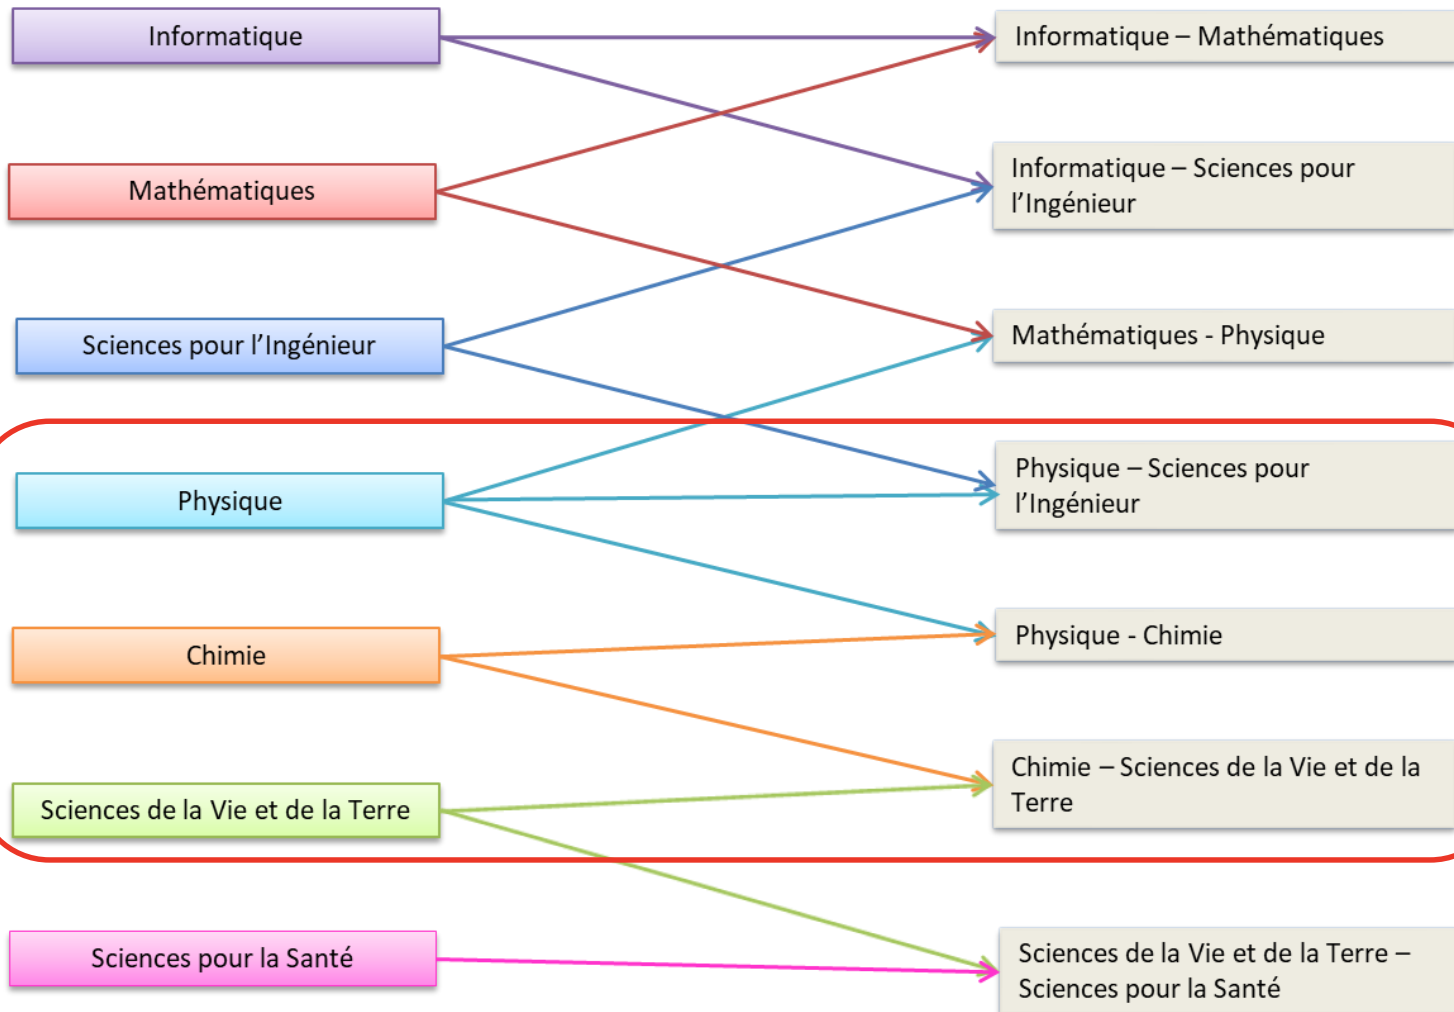 Informatique
Informatique – Mathématiques
Mathématiques
Informatique – Sciences pour
l’Ingénieur
Sciences pour l’Ingénieur
Mathématiques - Physique
Physique
Physique – Sciences pour
l’Ingénieur
Chimie
Physique - Chimie
Sciences de la Vie et de la Terre
Chimie – Sciences de la Vie et de la
Terre
Sciences pour la Santé
Sciences de la Vie et de la Terre –
Sciences pour la Santé